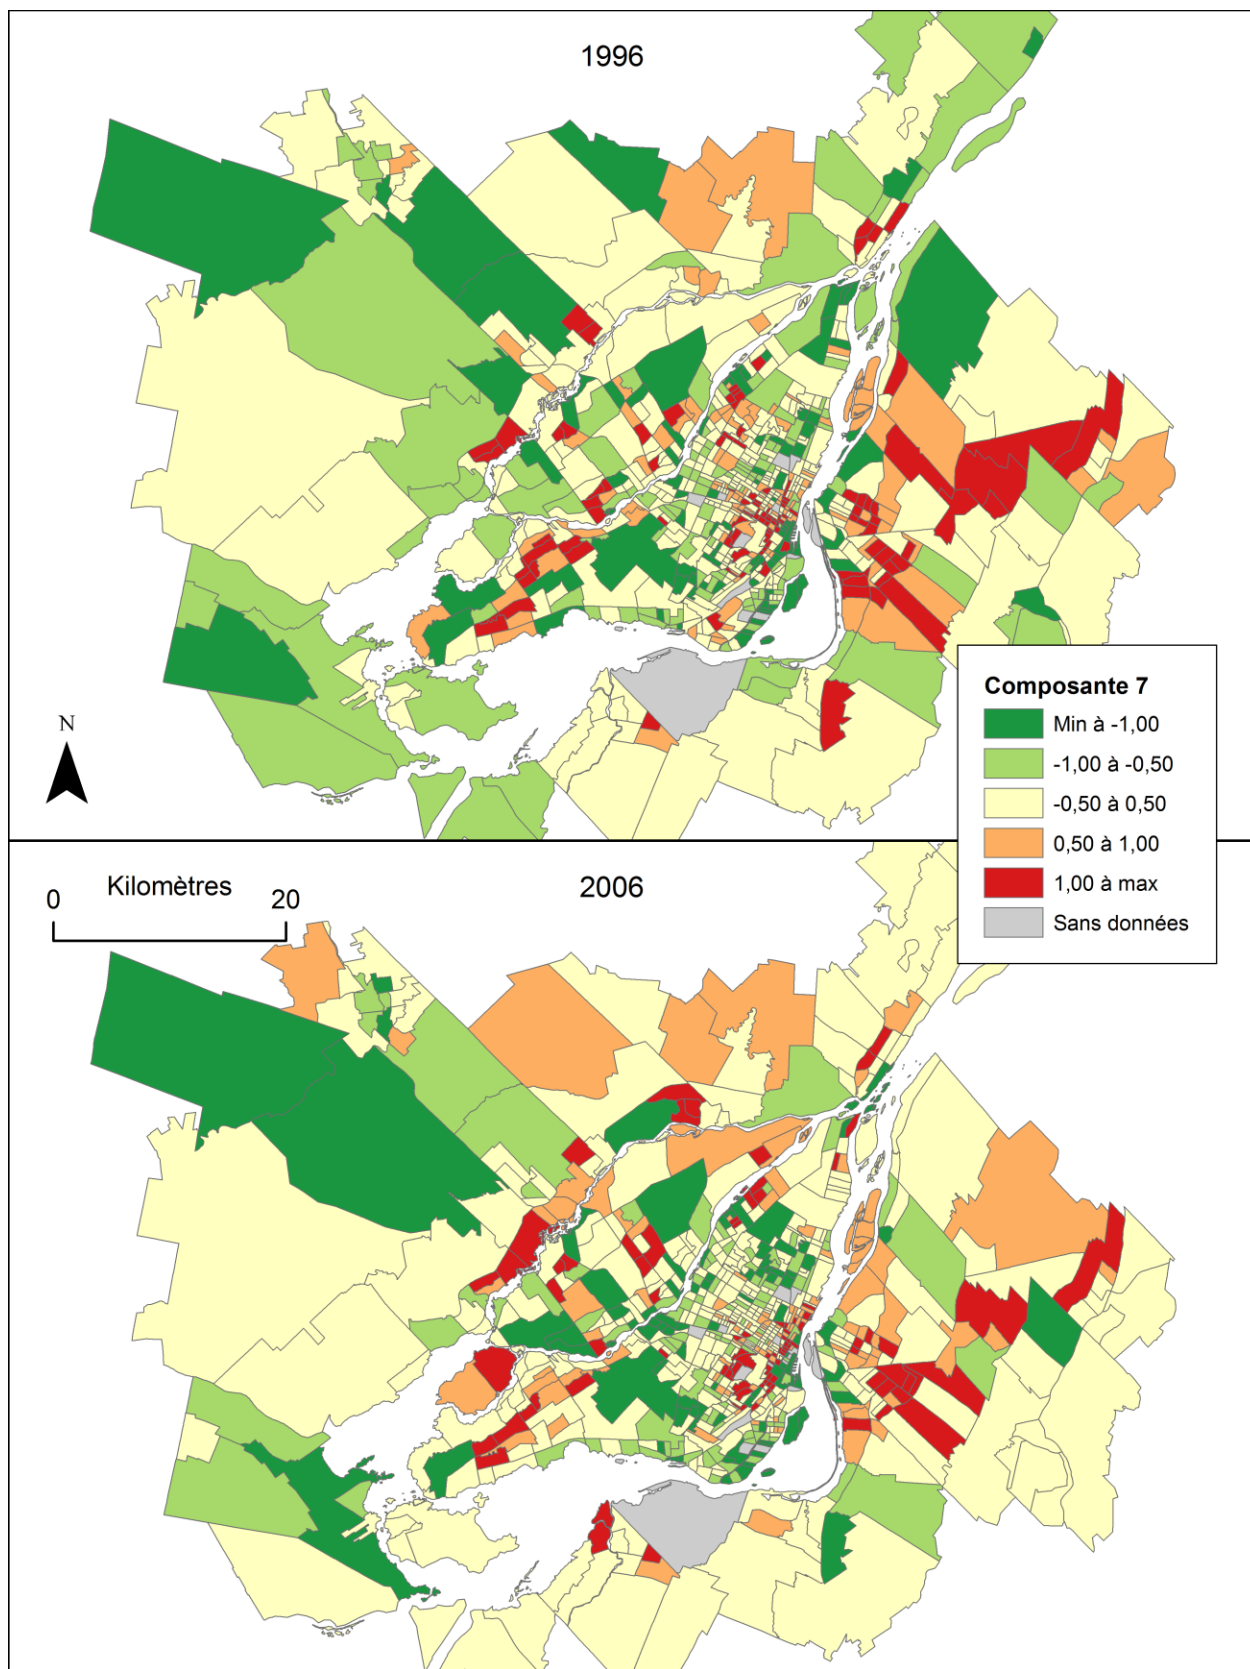 1996
N
Composante 7
Min à -1,00
-1,00 à -0,50
-0,50 à 0,50
0,50 à 1,00
1,00 à max
Sans données
Kilomètres
0 20
2006